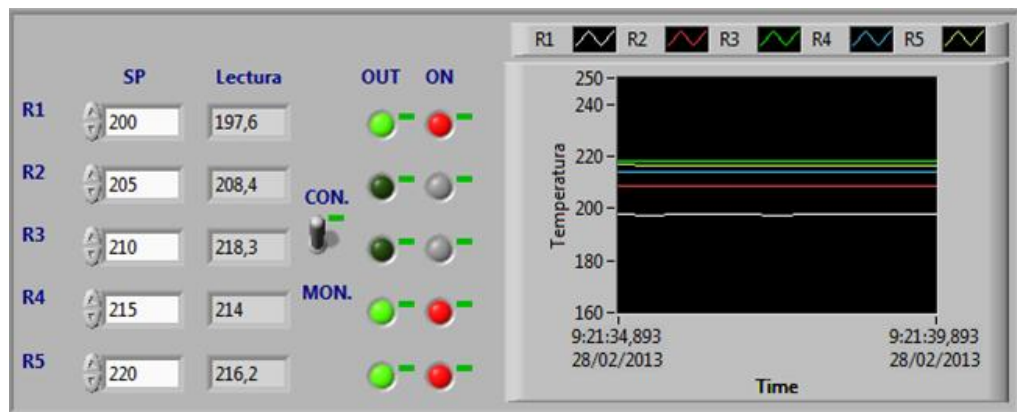 R1 R2 R3 R4 R5
SP Lectura OUT ON
R1 200 197,6
R2 205 208,4
CON.
R3 210 218,3
MON.
R4 215 214
R5 220 216,2
250
240
220
200
180
160
Temperatura
9:21:34,893 9:21:39,893
28/02/2013 28/02/2013
Time